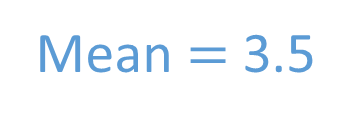 Mean = 3.5